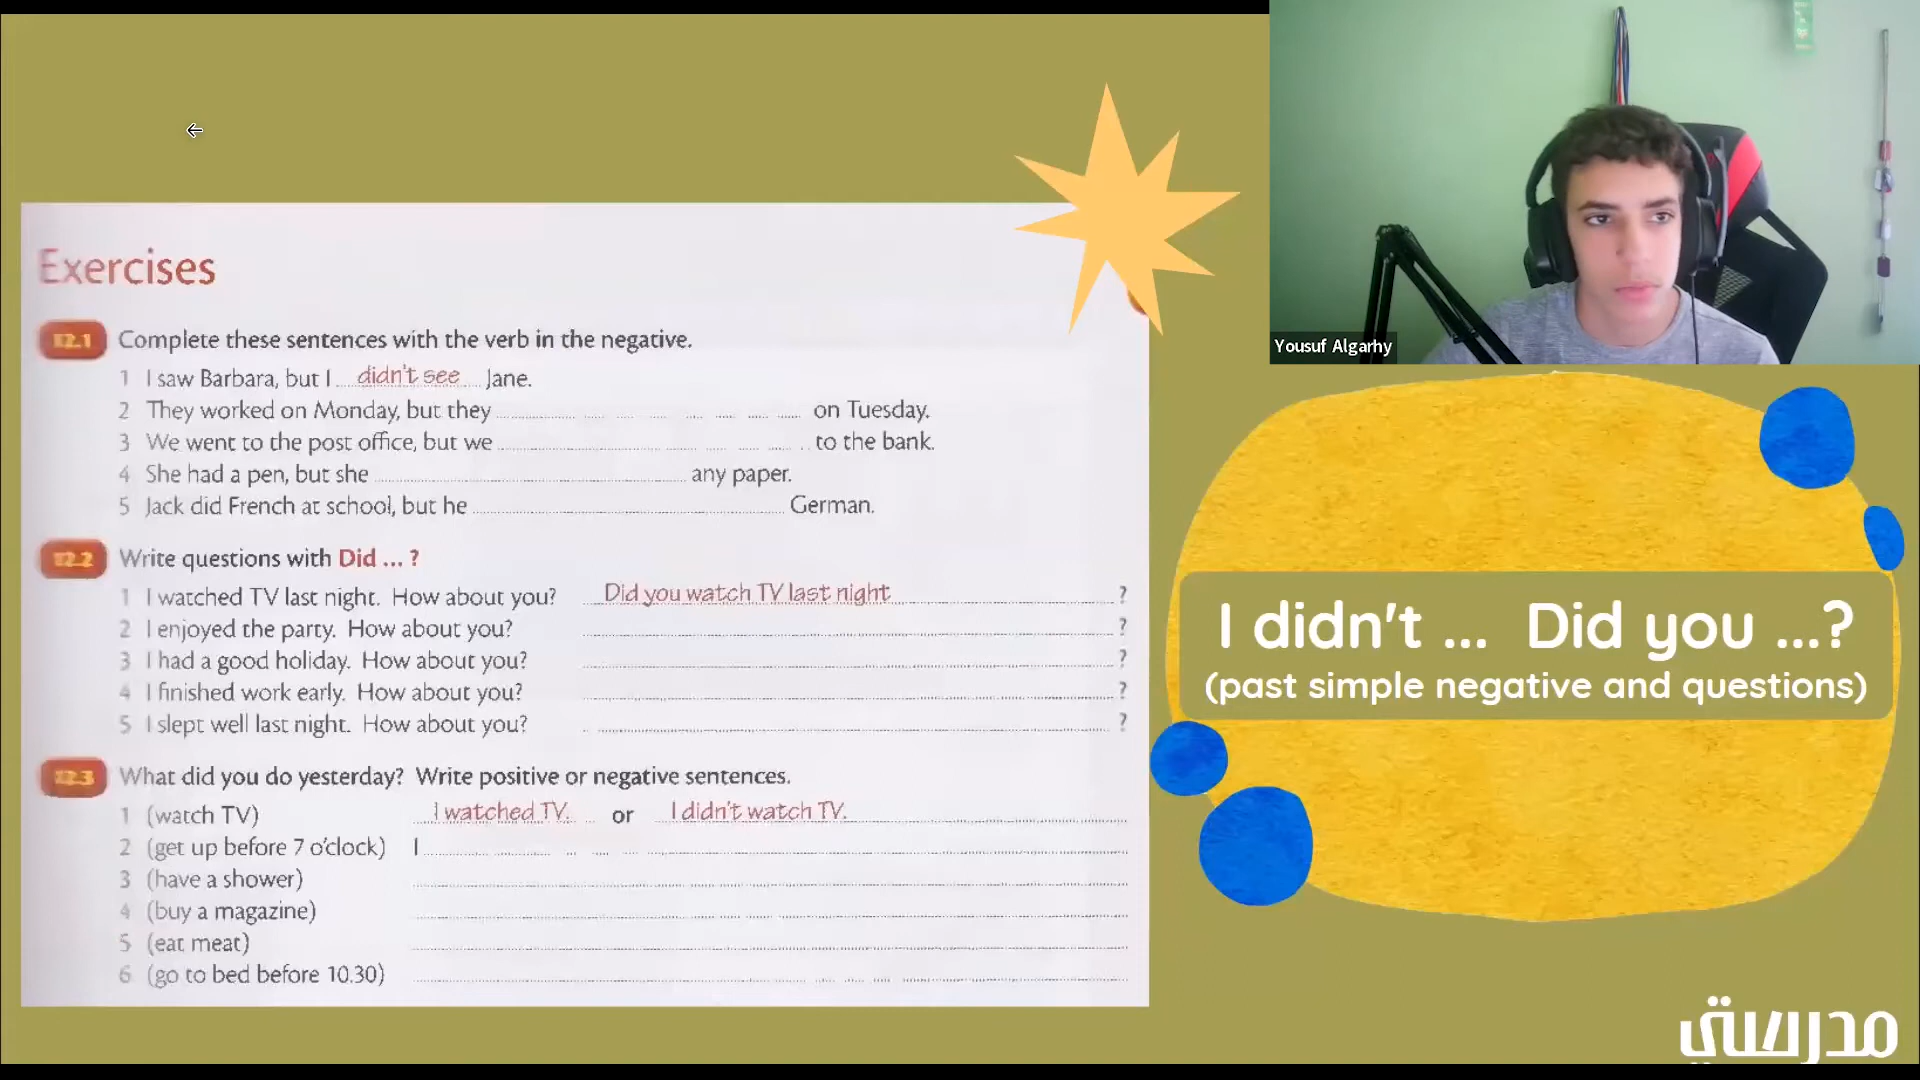 Exercises
12.1 Complete these sentences with the verb in the negative.
1 I saw Barbara, but I didn't see Jane.
2 They worked on Monday, but they ........ on Tuesday.
3 We went to the post office, but we ........ to the bank.
4 She had a pen, but she ........ any paper.
5 Jack did French at school, but he ........ German.
12.2 Write questions with Did ... ?
1 I watched TV last night. How about you? Did you watch TV last night ?
2 I enjoyed the party. How about you? ........ ?
3 I had a good holiday. How about you? ........ ?
4 I finished work early. How about you? ........ ?
5 I slept well last night. How about you? ........ ?
12.3 What did you do yesterday? Write positive or negative sentences.
1 (watch TV) I watched TV. or I didn't watch TV.
2 (get up before 7 o'clock) I ........
3 (have a shower) ........
4 (buy a magazine) ........
5 (eat meat) ........
6 (go to bed before 10.30) ........
Yousuf Algarhy
I didn't ... Did you ...?
(past simple negative and questions)
مدرستي